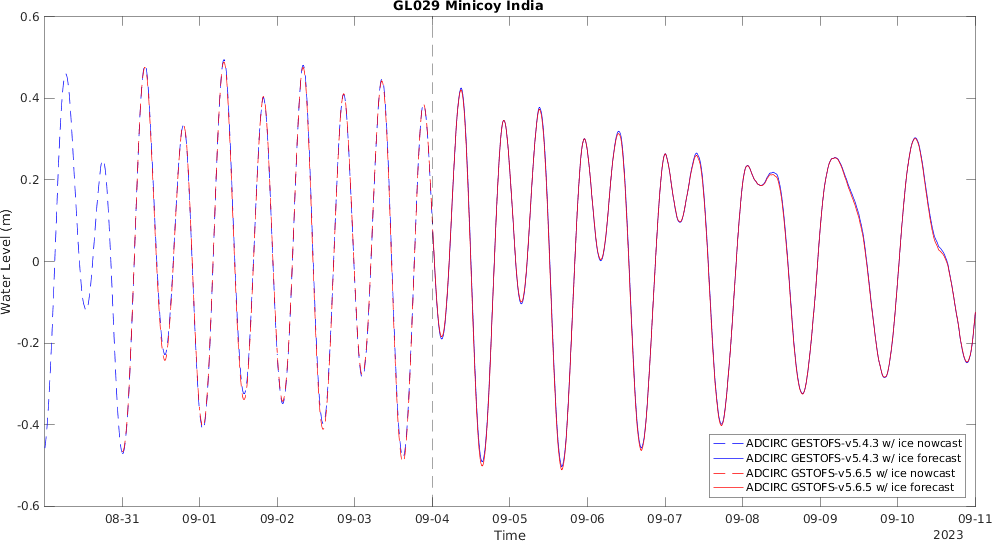 GL029 Minicoy India
0.6
0.4
0.2
0
-0.2
-0.4
-0.6
Water Level (m)
ADCIRC GESTOFS-v5.4.3 w/ ice nowcast
ADCIRC GESTOFS-v5.4.3 w/ ice forecast
ADCIRC GSTOFS-v5.6.5 w/ ice nowcast
ADCIRC GSTOFS-v5.6.5 w/ ice forecast
08-31 09-01 09-02 09-03 09-04 09-05 09-06 09-07 09-08 09-09 09-10 09-11
Time
2023